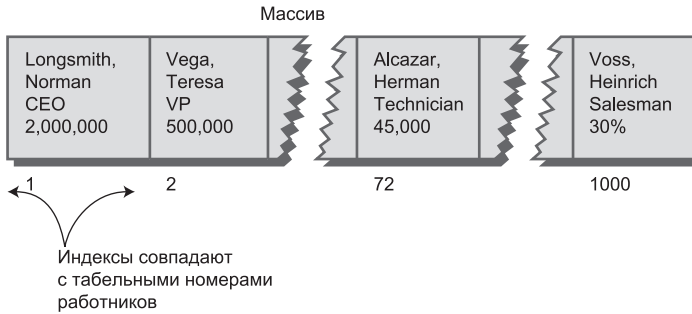 Массив
Longsmith,
Norman
CEO
2,000,000
Vega,
Teresa
VP
500,000
Alcazar,
Herman
Technician
45,000
Voss,
Heinrich
Salesman
30%
1
2
72
1000
Индексы совпадают
с табельными номерами
работников